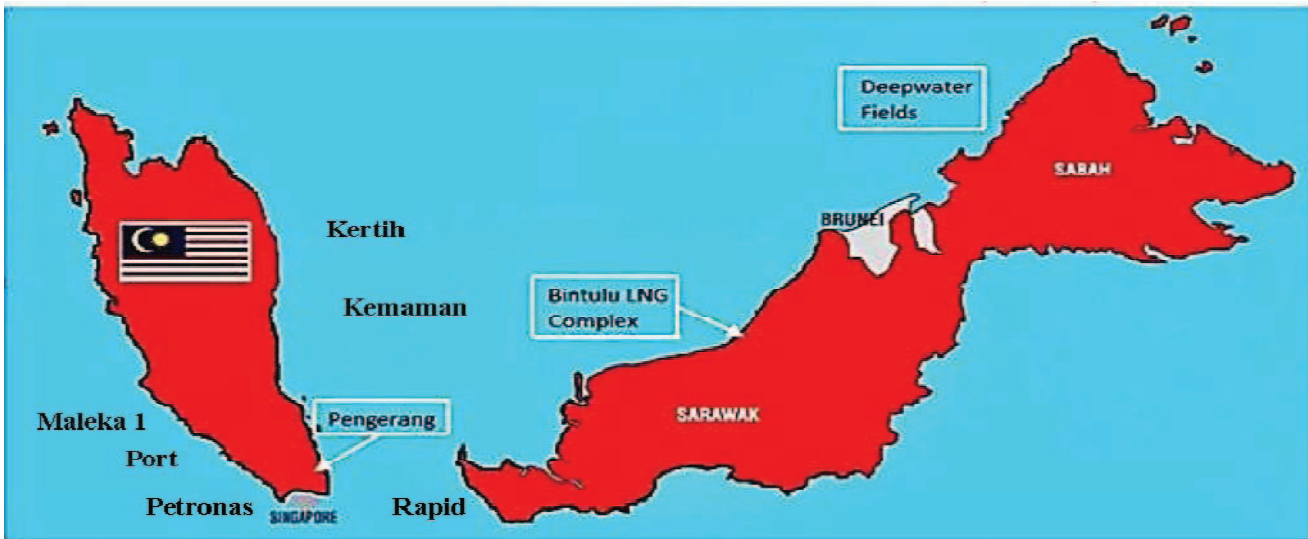 Deepwater
Fields
SABAH
BRUNEI
Kertih
Bintulu LNG
Complex
Kemaman
SARAWAK
Pengerang
Maleka 1
Port
Petronas
SINGAPORE
Rapid